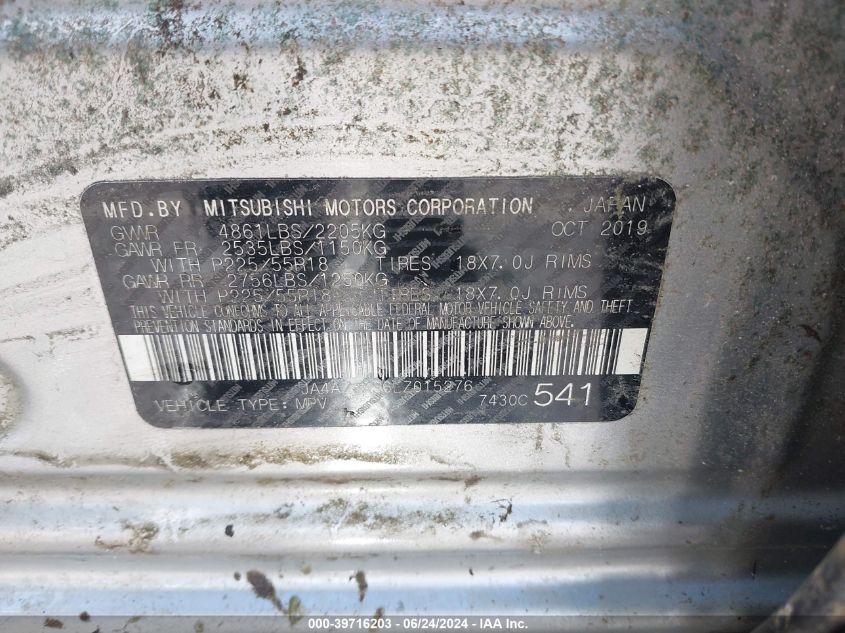 MFD.BY MITSUBISHI MOTORS CORPORATION JAPAN
GVWR 4861LBS/2205KG OCT 2019
GAWR FR 2535LBS/1150KG
WITH P225/55R18 TIRES 18X7.0J RIMS
GAWR RR 2756LBS/1250KG
WITH P225/55R18 TIRES 18X7.0J RIMS
THIS VEHICLE CONFORMS TO ALL APPLICABLE FEDERAL MOTOR VEHICLE SAFETY AND THEFT
PREVENTION STANDARDS IN EFFECT ON THE DATE OF MANUFACTURE SHOWN ABOVE.
VEHICLE TYPE: MPV 7430C 541
000-39716203 - 06/24/2024 - IAA, Inc.